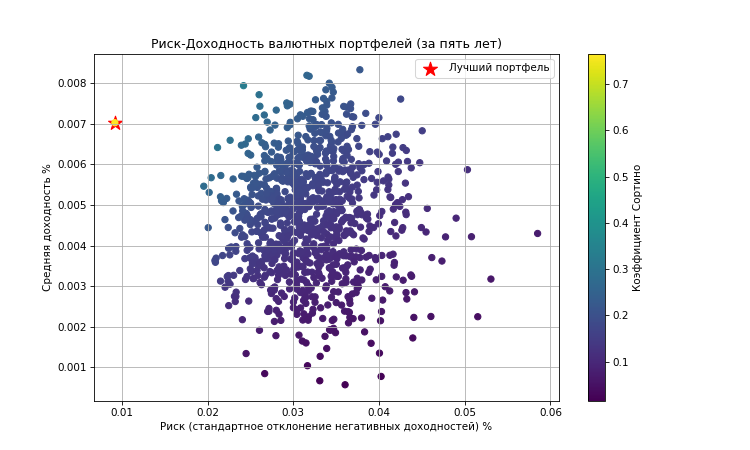 Риск-Доходность валютных портфелей (за пять лет)
Лучший портфель
Средняя доходность %
0.008
0.007
0.006
0.005
0.004
0.003
0.002
0.001
0.01 0.02 0.03 0.04 0.05 0.06
Риск (стандартное отклонение негативных доходностей) %
0.7
0.6
0.5
0.4
0.3
0.2
0.1
Коэффициент Сортино